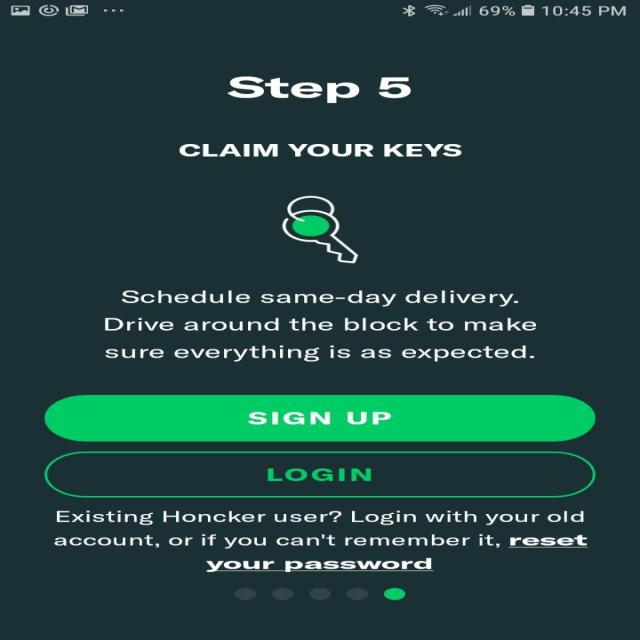 69% 10:45 PM
Step 5
CLAIM YOUR KEYS
Schedule same-day delivery.
Drive around the block to make
sure everything is as expected.
SIGN UP
LOGIN
Existing Honcker user? Login with your old
account, or if you can't remember it, reset
your password